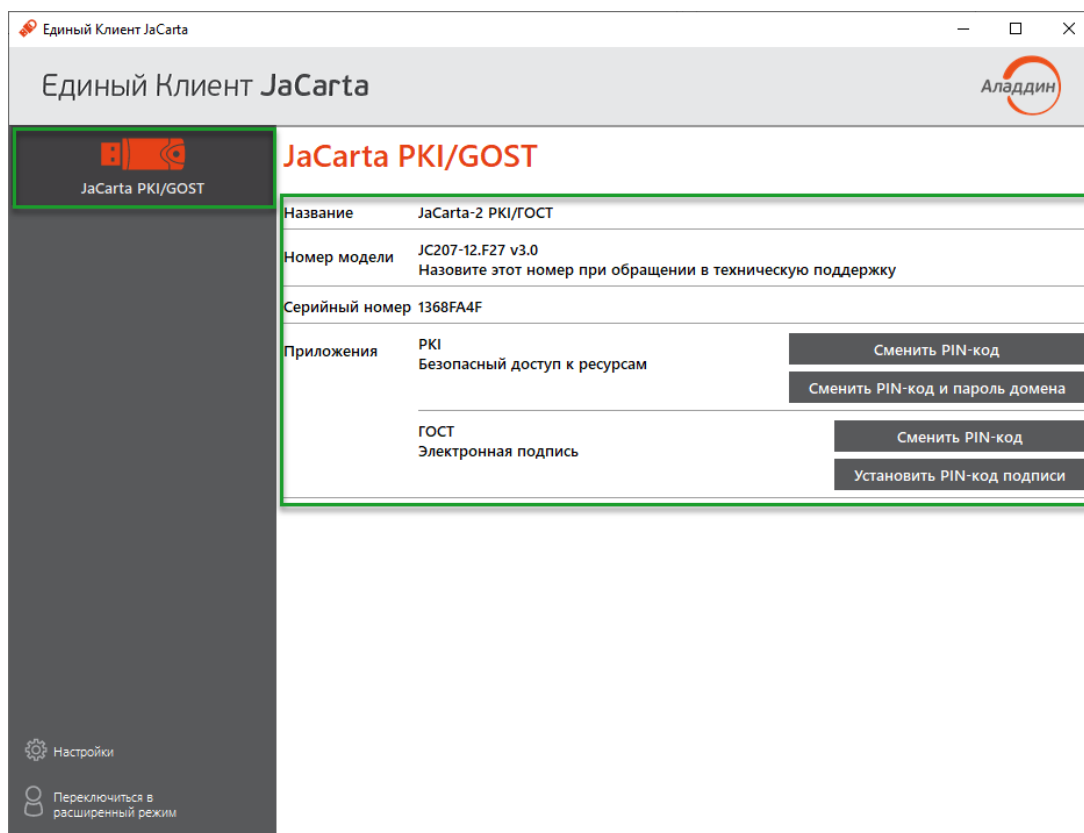 Единый Клиент JaCarta
Единый Клиент JaCarta
Аладдин
JaCarta PKI/GOST
JaCarta PKI/GOST
Название JaCarta-2 PKI/ГОСТ
Номер модели JC207-12.F27 v3.0
Назовите этот номер при обращении в техническую поддержку
Серийный номер 1368FA4F
Приложения PKI
Безопасный доступ к ресурсам
Сменить PIN-код
Сменить PIN-код и пароль домена
ГОСТ
Электронная подпись
Сменить PIN-код
Установить PIN-код подписи
Настройки
Переключиться в
расширенный режим